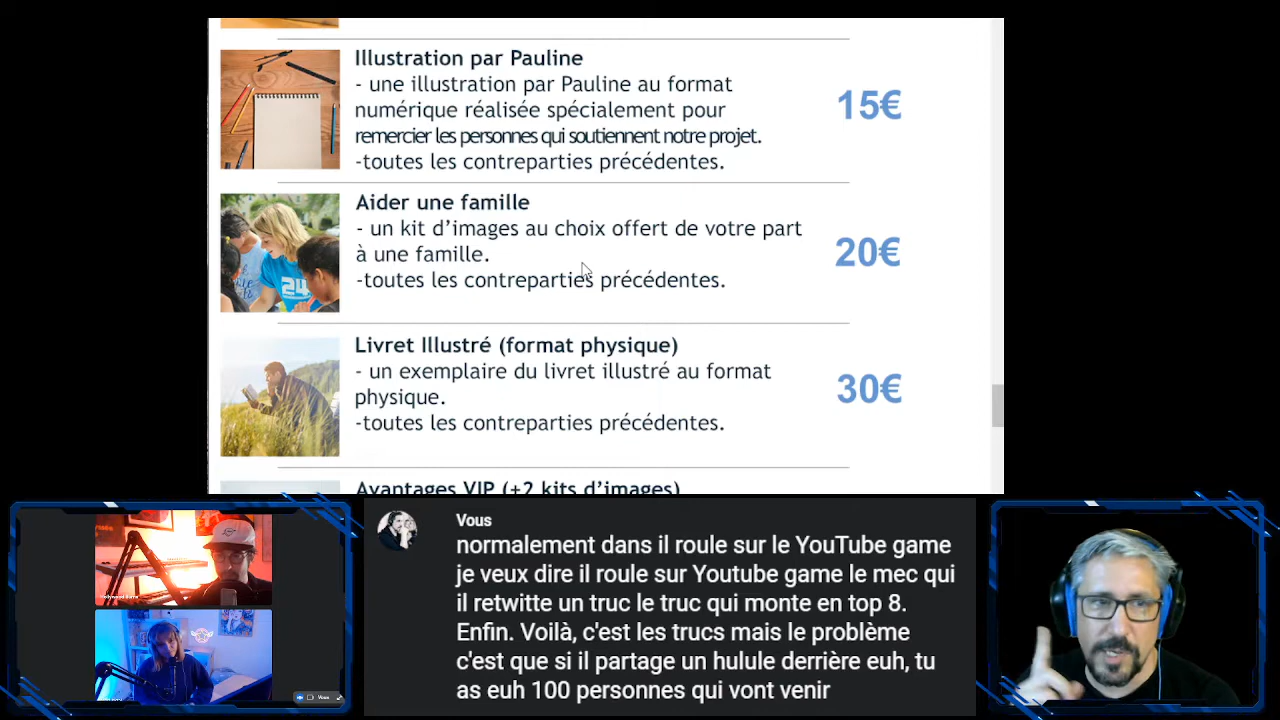 Illustration par Pauline
- une illustration par Pauline au format
numérique réalisée spécialement pour
remercier les personnes qui soutiennent notre projet.
-toutes les contreparties précédentes.
15€
Aider une famille
- un kit d’images au choix offert de votre part
à une famille.
-toutes les contreparties précédentes.
20€
24
Livret Illustré (format physique)
- un exemplaire du livret illustré au format
physique.
-toutes les contreparties précédentes.
30€
Avantages VIP (+2 kits d’images)
Vous
normalement dans il roule sur le YouTube game
je veux dire il roule sur Youtube game le mec qui
il retwitte un truc le truc qui monte en top 8.
Enfin. Voilà, c'est les trucs mais le problème
c'est que si il partage un hulule derrière euh, tu
as euh 100 personnes qui vont venir
Vous